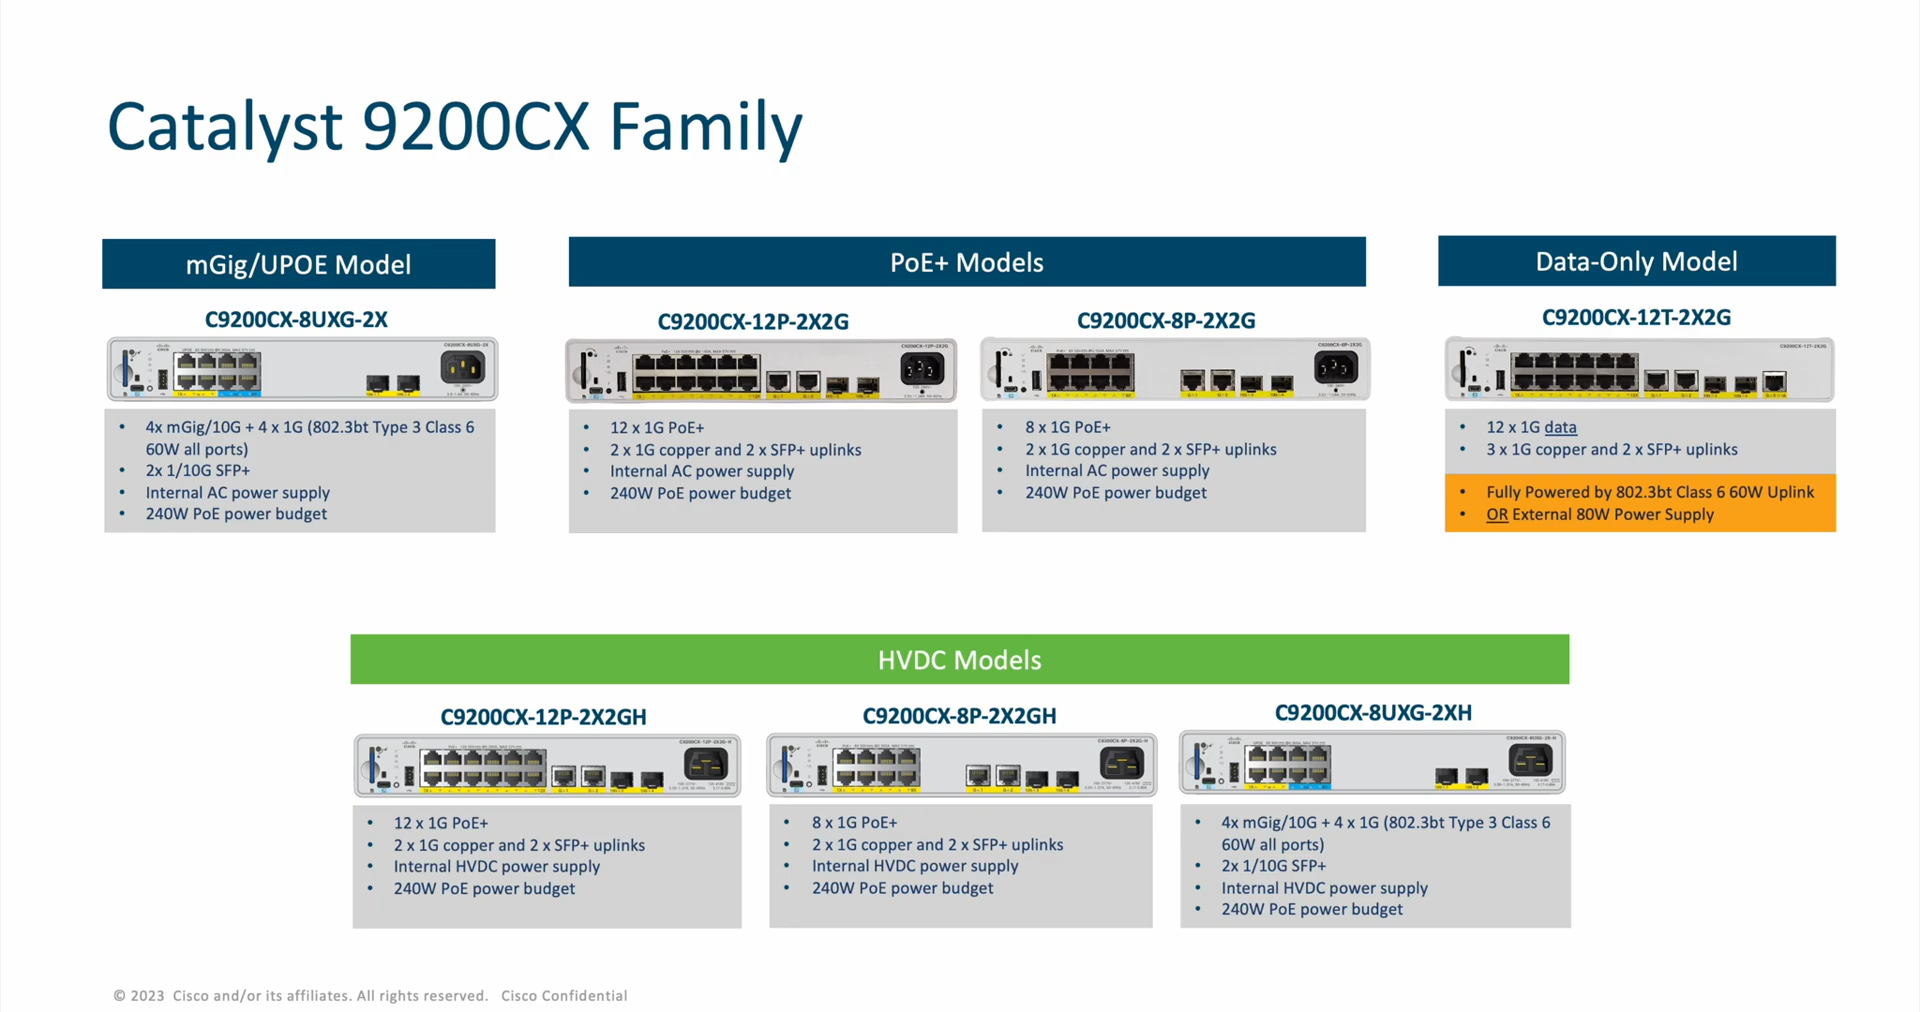 Catalyst 9200CX Family
mGig/UPOE Model
C9200CX-8UXG-2X
• 4x mGig/10G + 4 x 1G (802.3bt Type 3 Class 6
60W all ports)
• 2x 1/10G SFP+
• Internal AC power supply
• 240W PoE power budget
PoE+ Models
C9200CX-12P-2X2G
• 12 x 1G PoE+
• 2 x 1G copper and 2 x SFP+ uplinks
• Internal AC power supply
• 240W PoE power budget
C9200CX-8P-2X2G
• 8 x 1G PoE+
• 2 x 1G copper and 2 x SFP+ uplinks
• Internal AC power supply
• 240W PoE power budget
Data-Only Model
C9200CX-12T-2X2G
• 12 x 1G data
• 3 x 1G copper and 2 x SFP+ uplinks
• Fully Powered by 802.3bt Class 6 60W Uplink
• OR External 80W Power Supply
HVDC Models
C9200CX-12P-2X2GH
• 12 x 1G PoE+
• 2 x 1G copper and 2 x SFP+ uplinks
• Internal HVDC power supply
• 240W PoE power budget
C9200CX-8P-2X2GH
• 8 x 1G PoE+
• 2 x 1G copper and 2 x SFP+ uplinks
• Internal HVDC power supply
• 240W PoE power budget
C9200CX-8UXG-2XH
• 4x mGig/10G + 4 x 1G (802.3bt Type 3 Class 6
60W all ports)
• 2x 1/10G SFP+
• Internal HVDC power supply
• 240W PoE power budget
© 2023 Cisco and/or its affiliates. All rights reserved. Cisco Confidential